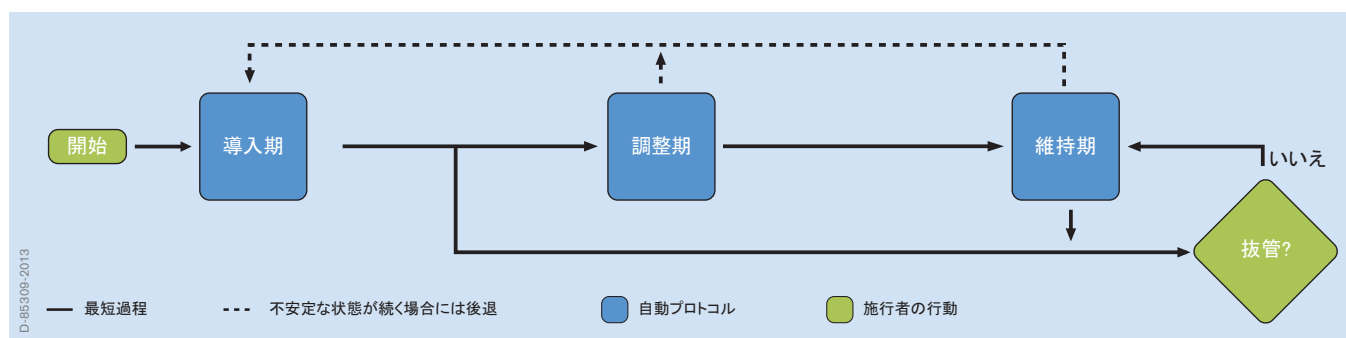 開始
導入期
調整期
維持期
いいえ
抜管?
D-85309-2013
最短過程
不安定な状態が続く場合には後退
自動プロトコル
施行者の行動